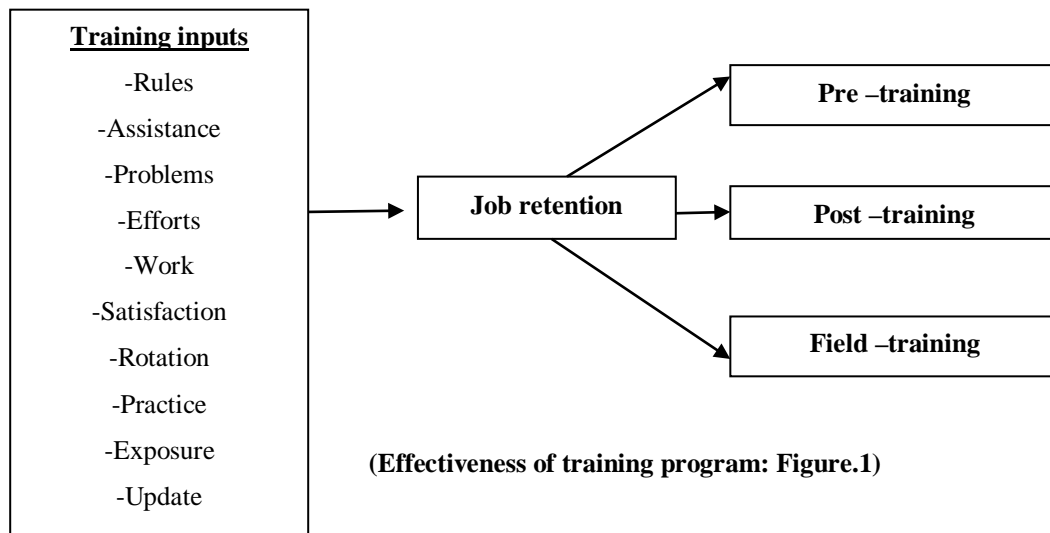 Training inputs
-Rules
-Assistance
-Problems
-Efforts
-Work
-Satisfaction
-Rotation
-Practice
-Exposure
-Update
Job retention
Pre –training
Post –training
Field –training
(Effectiveness of training program: Figure.1)